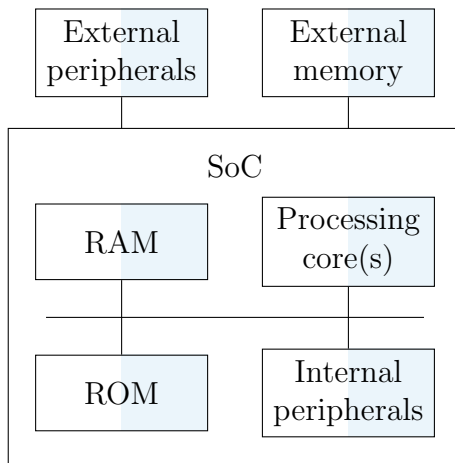 External
peripherals
External
memory
SoC
RAM
Processing
core(s)
ROM
Internal
peripherals